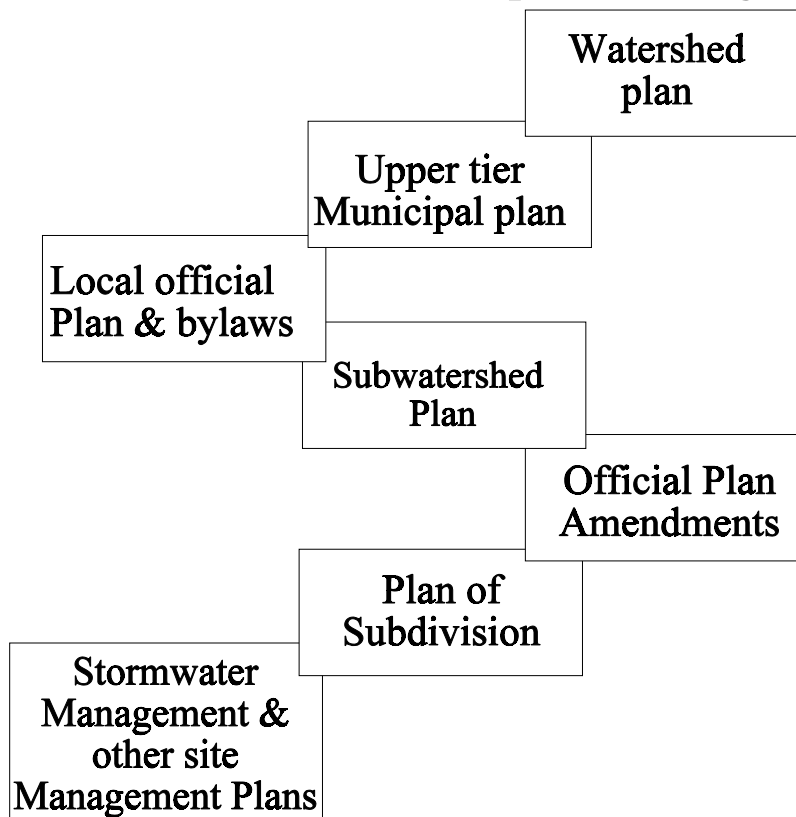 Watershed
plan
Upper tier
Municipal plan
Local official
Plan & bylaws
Subwatershed
Plan
Official Plan
Amendments
Plan of
Subdivision
Stormwater
Management &
other site
Management Plans